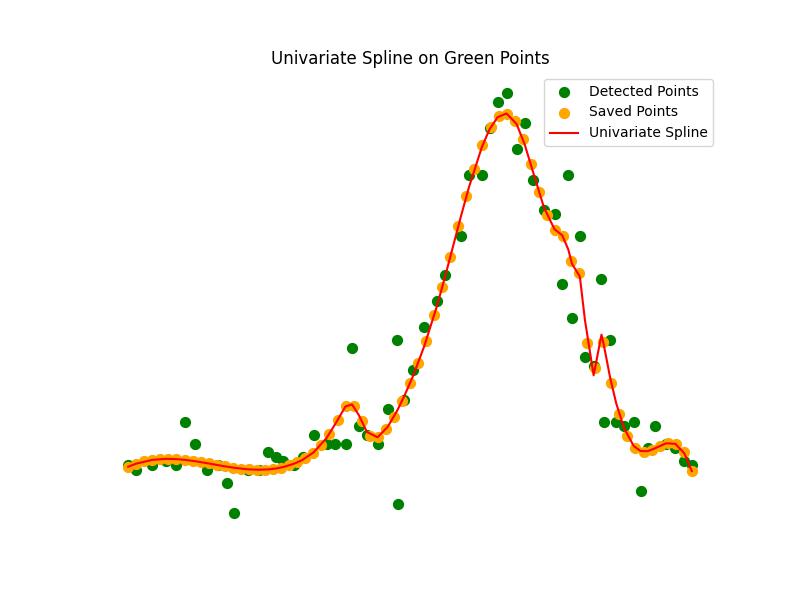 Univariate Spline on Green Points
Detected Points
Saved Points
Univariate Spline